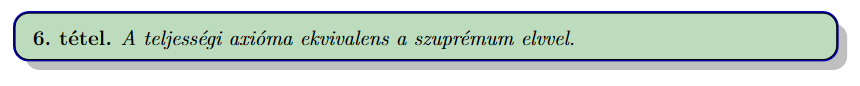 6. tétel. A teljességi axióma ekvivalens a szuprémum elvvel.